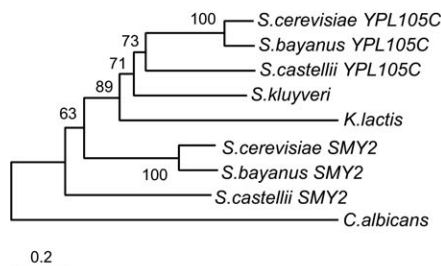 100
S.cerevisiae YPL105C
73
S.bayanus YPL105C
71
S.castellii YPL105C
89
S.kluyveri
63
K.lactis
S.cerevisiae SMY2
100
S.bayanus SMY2
S.castellii SMY2
C.albicans
0.2